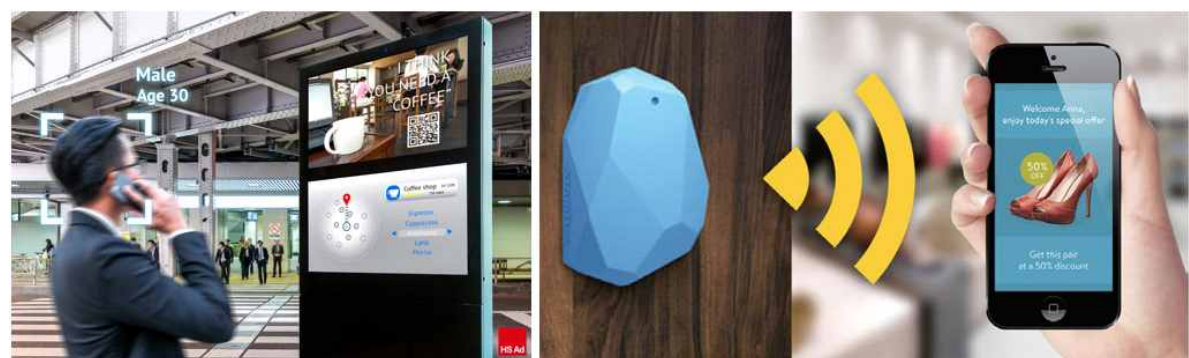 Male
Age 30
I THINK
"YOU NEED A
COFFEE"
Coffee shop
Espresso
Cappuccino
Latte
Mocha
HS Ad
Welcome Anna,
enjoy today's special offer
50%
OFF
Get this pair
at a 50% discount